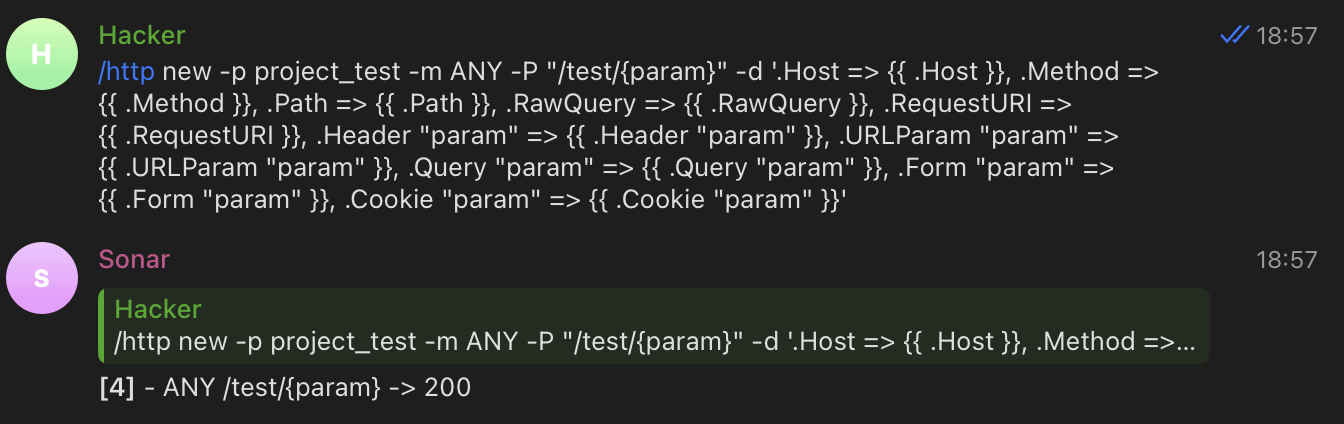 H
Hacker
18:57
/http new -p project_test -m ANY -P "/test/{param}" -d '.Host => {{ .Host }}, .Method =>
{{ .Method }}, .Path => {{ .Path }}, .RawQuery => {{ .RawQuery }}, .RequestURI =>
{{ .RequestURI }}, .Header "param" => {{ .Header "param" }}, .URLParam "param" =>
{{ .URLParam "param" }}, .Query "param" => {{ .Query "param" }}, .Form "param" =>
{{ .Form "param" }}, .Cookie "param" => {{ .Cookie "param" }}'
S
Sonar
18:57
Hacker
/http new -p project_test -m ANY -P "/test/{param}" -d '.Host => {{ .Host }}, .Method =>...
[4] - ANY /test/{param} -> 200